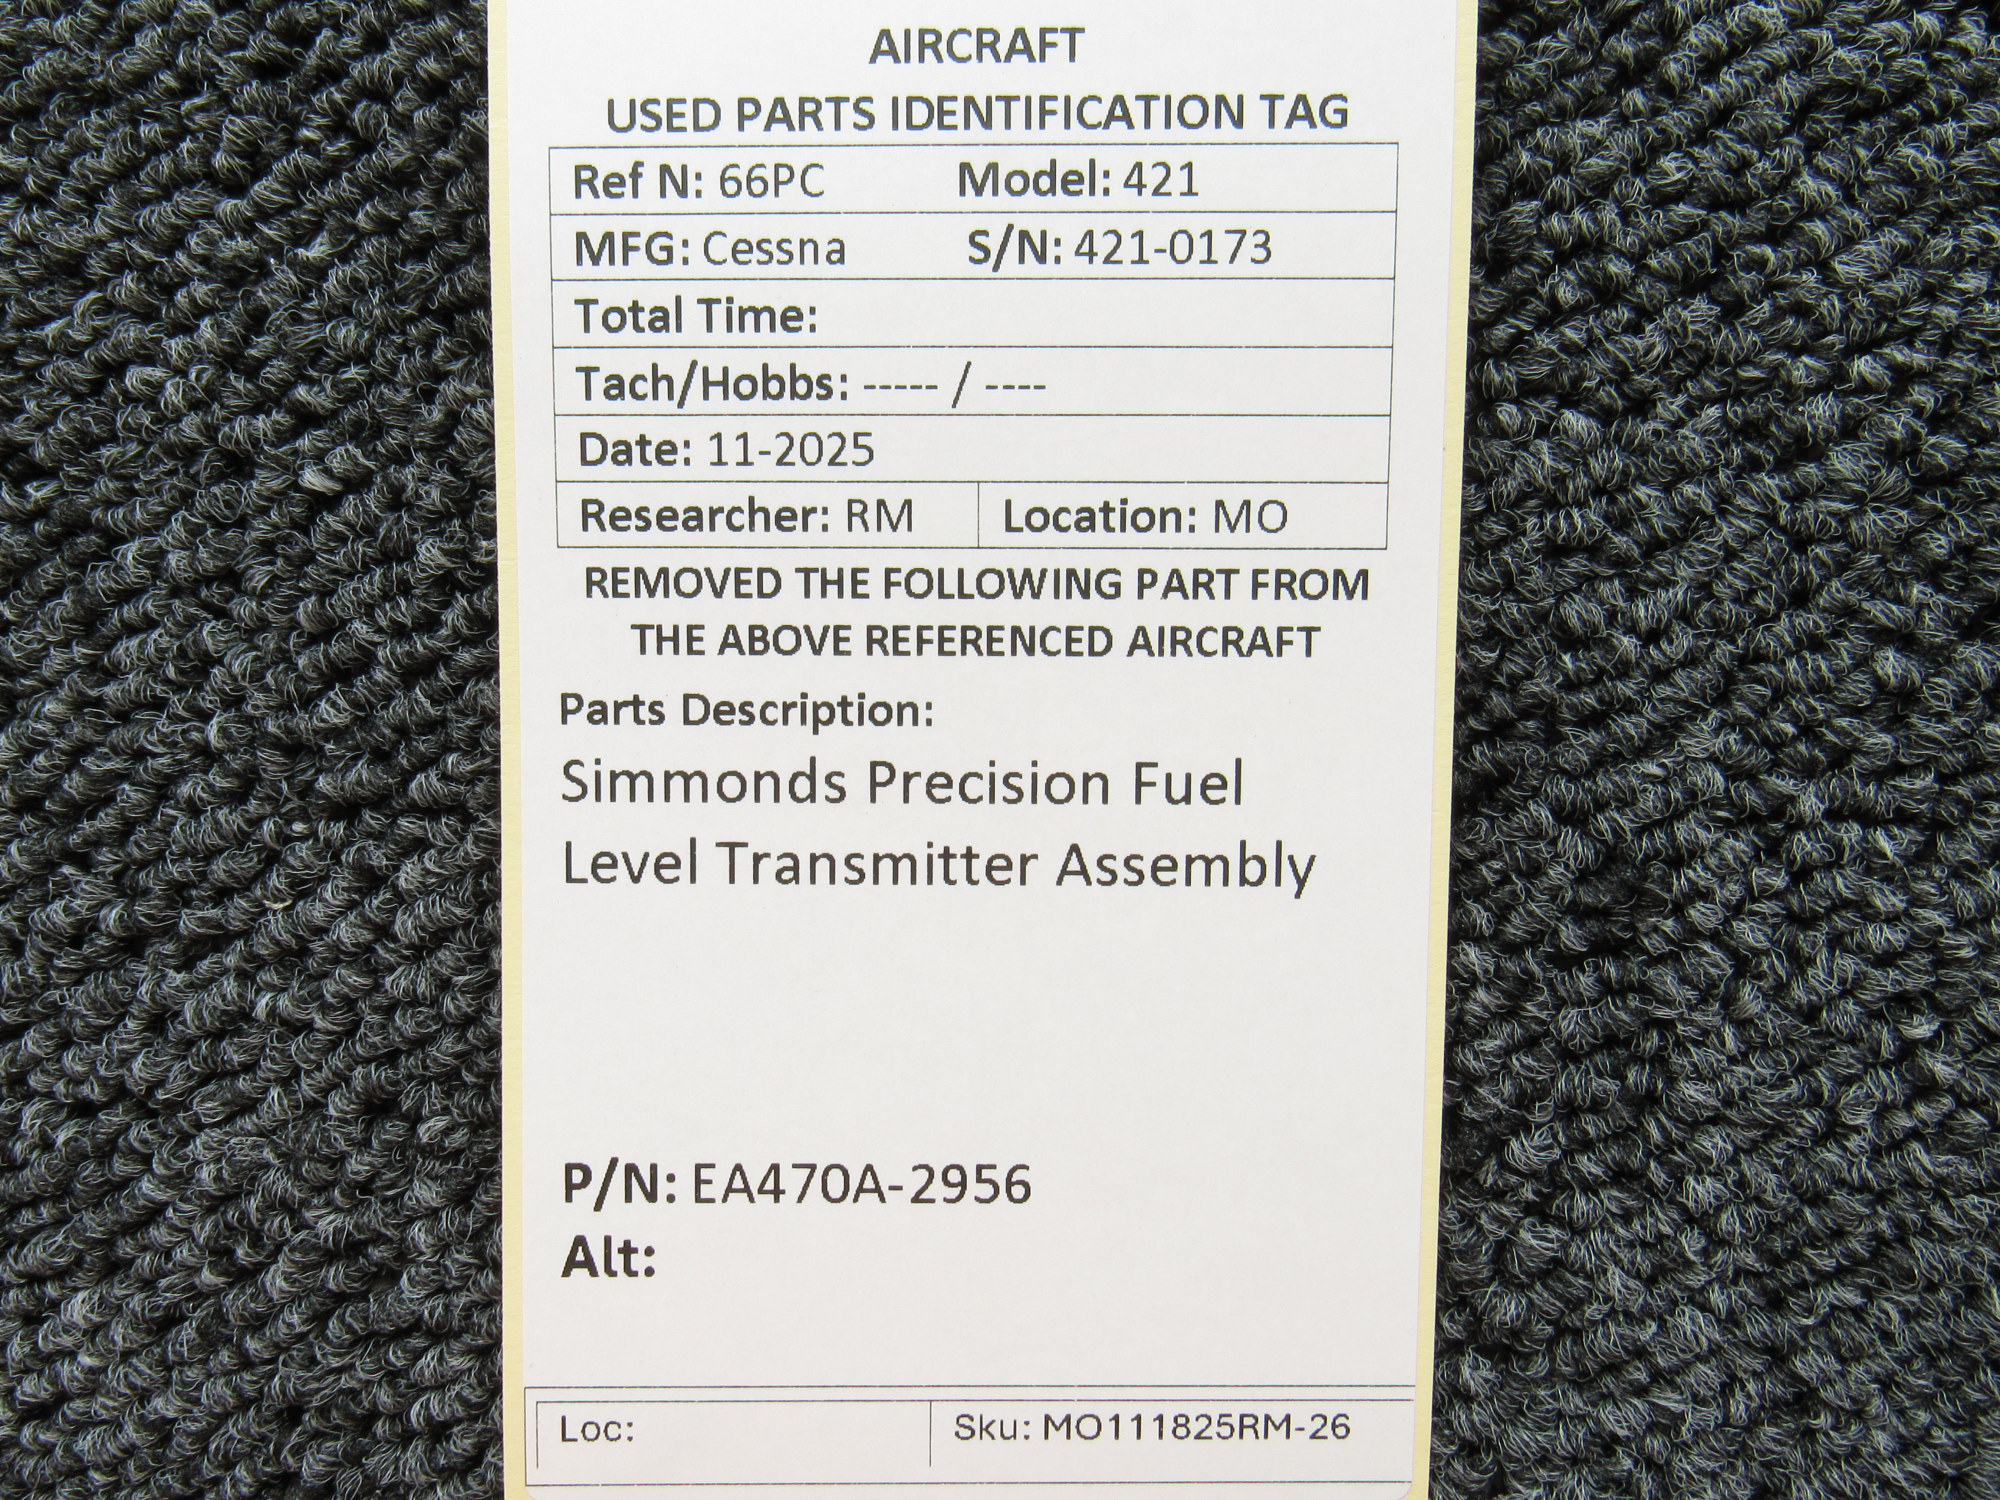 AIRCRAFT
USED PARTS IDENTIFICATION TAG
Ref N: 66PC Model: 421
MFG: Cessna S/N: 421-0173
Total Time:
Tach/Hobbs: ----- / ----
Date: 11-2025
Researcher: RM Location: MO
REMOVED THE FOLLOWING PART FROM
THE ABOVE REFERENCED AIRCRAFT
Parts Description:
Simmonds Precision Fuel
Level Transmitter Assembly
P/N: EA470A-2956
Alt:
Loc: Sku: MO111825RM-26